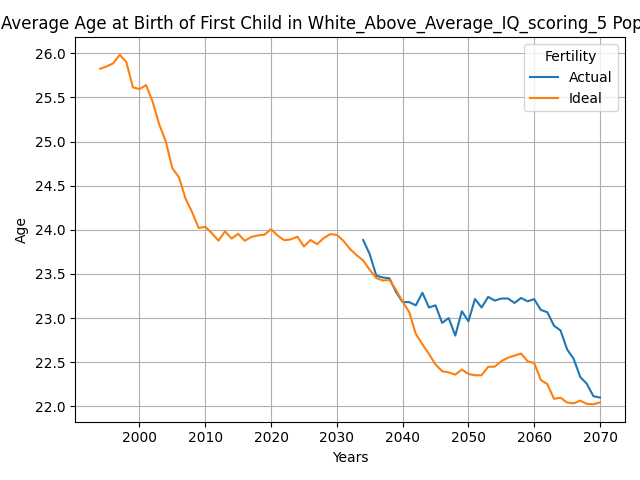 Average Age at Birth of First Child in White_Above_Average_IQ_scoring_5 Pop
Fertility
Actual
Ideal
26.0
25.5
25.0
24.5
24.0
23.5
23.0
22.5
22.0
Age
2000 2010 2020 2030 2040 2050 2060 2070
Years